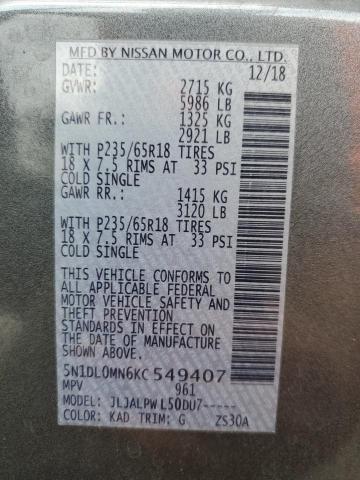 MFD BY NISSAN MOTOR CO., LTD.
DATE: 12/18
GVWR: 2715 KG
5986 LB
GAWR FR.: 1325 KG
2921 LB
WITH P235/65R18 TIRES
18 X 7.5 RIMS AT 33 PSI
COLD SINGLE
GAWR RR.: 1415 KG
3120 LB
WITH P235/65R18 TIRES
18 X 7.5 RIMS AT 33 PSI
COLD SINGLE
THIS VEHICLE CONFORMS TO
ALL APPLICABLE FEDERAL
MOTOR VEHICLE SAFETY AND
THEFT PREVENTION
STANDARDS IN EFFECT ON
THE DATE OF MANUFACTURE
SHOWN ABOVE.
5N1DL0MN6KC549407
MPV 961
MODEL: JLJALPWL50DU7-----
COLOR: KAD TRIM: G ZS30A